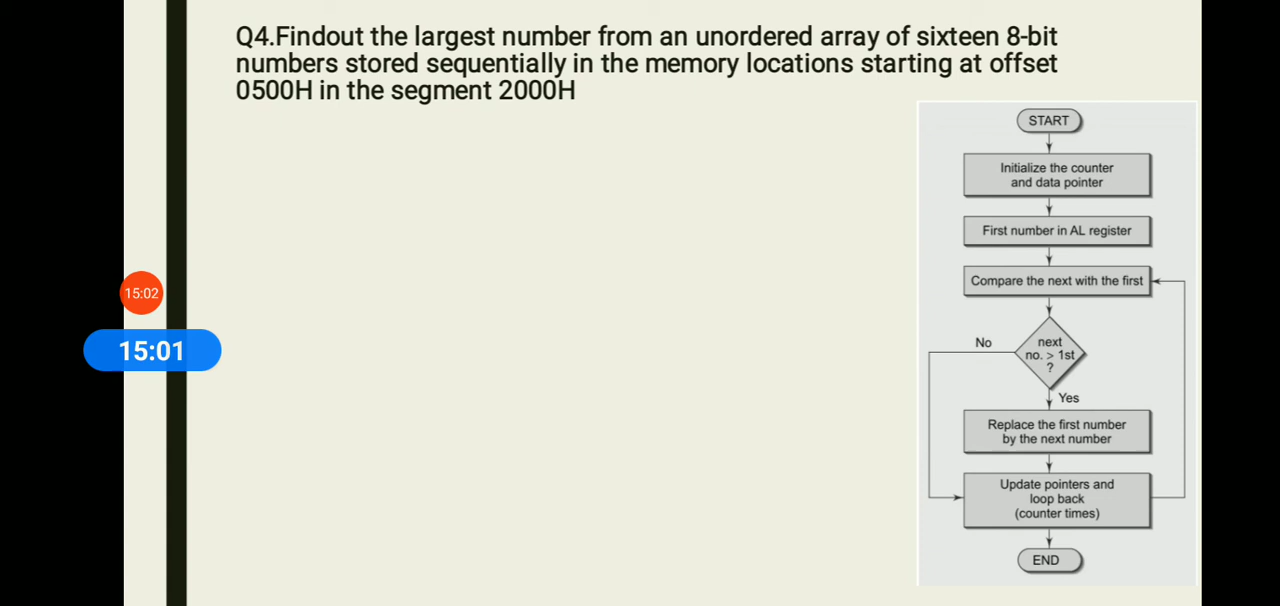 Q4.Findout the largest number from an unordered array of sixteen 8-bit
numbers stored sequentially in the memory locations starting at offset
0500H in the segment 2000H
START
Initialize the counter
and data pointer
First number in AL register
Compare the next with the first
No
next
no. > 1st
?
Yes
Replace the first number
by the next number
Update pointers and
loop back
(counter times)
END
15:02
15:01